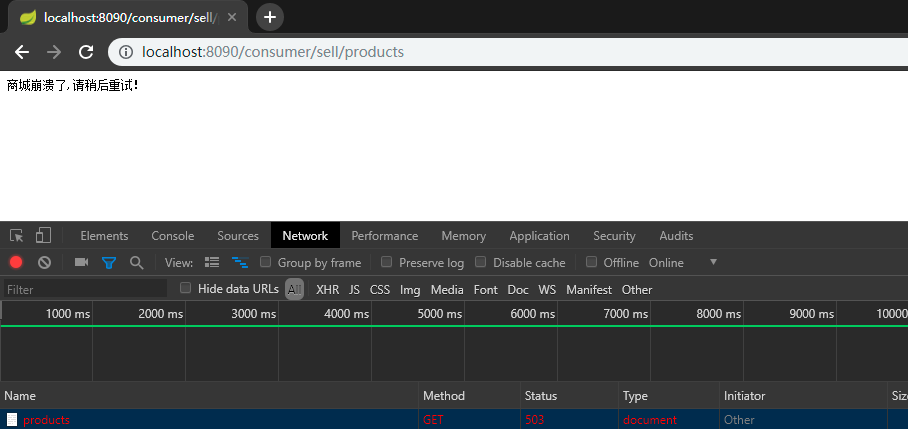 localhost:8090/consumer/sell/
localhost:8090/consumer/sell/products
商城崩溃了,请稍后重试!
Elements Console Sources Network Performance Memory Application Security Audits
View: Group by frame Preserve log Disable cache Offline Online
Filter Hide data URLs All XHR JS CSS Img Media Font Doc WS Manifest Other
1000 ms 2000 ms 3000 ms 4000 ms 5000 ms 6000 ms 7000 ms 8000 ms 9000 ms 10000
Name Method Status Type Initiator Size
products GET 503 document Other